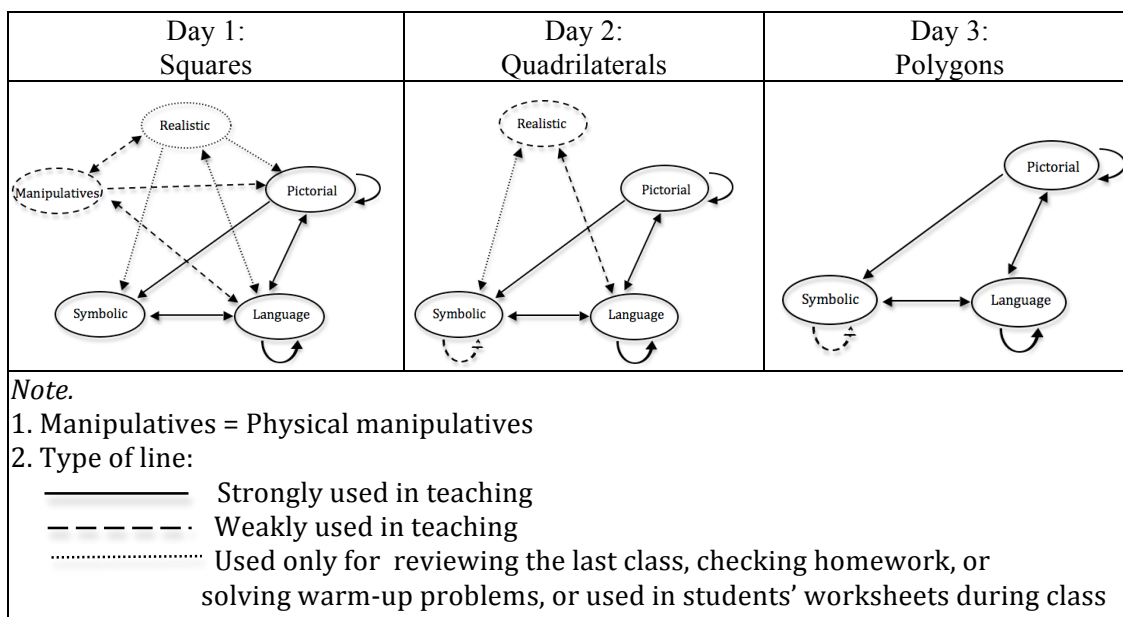 Day 1:
Squares
Day 2:
Quadrilaterals
Day 3:
Polygons
Realistic
Manipulatives
Pictorial
Symbolic
Language
Realistic
Pictorial
Symbolic
Language
Pictorial
Symbolic
Language
Note.
1. Manipulatives = Physical manipulatives
2. Type of line:
Strongly used in teaching
Weakly used in teaching
Used only for reviewing the last class, checking homework, or
solving warm-up problems, or used in students’ worksheets during class